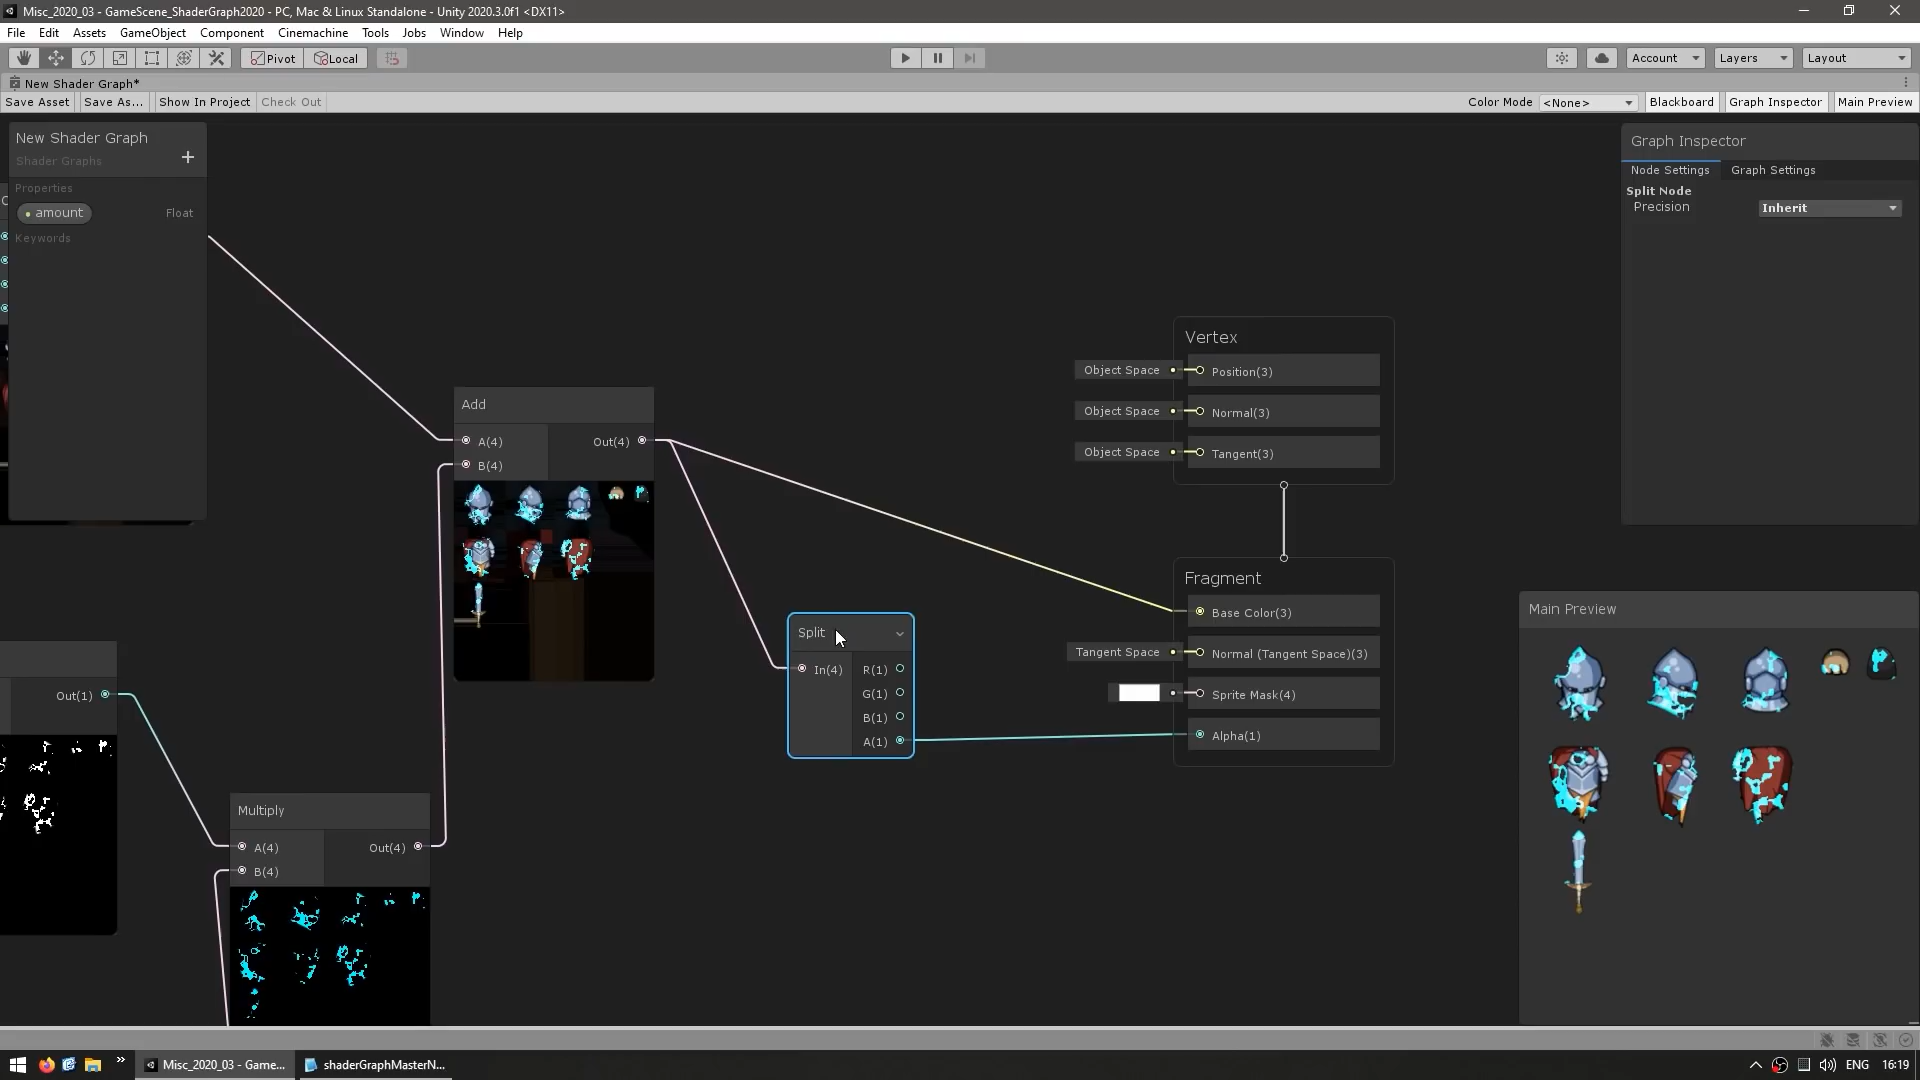 Misc_2020_03 - GameScene_ShaderGraph2020 - PC, Mac & Linux Standalone - Unity 2020.3.0f1 <DX11>
File Edit Assets GameObject Component Cinemachine Tools Jobs Window Help
Pivot Local Account Layers Layout
New Shader Graph*
Save Asset Save As... Show In Project Check Out Color Mode <None> Blackboard Graph Inspector Main Preview
New Shader Graph
Shader Graphs
Properties
amount Float
Keywords
Graph Inspector
Node Settings Graph Settings
Split Node
Precision Inherit
Add
A(4) Out(4)
B(4)
Vertex
Object Space Position(3)
Object Space Normal(3)
Object Space Tangent(3)
Fragment
Base Color(3)
Tangent Space Normal (Tangent Space)(3)
Sprite Mask(4)
Alpha(1)
Split
In(4) R(1)
G(1)
B(1)
A(1)
Out(1)
Multiply
A(4) Out(4)
B(4)
Main Preview
Misc_2020_03 - Game... shaderGraphMasterN... ENG 16:19